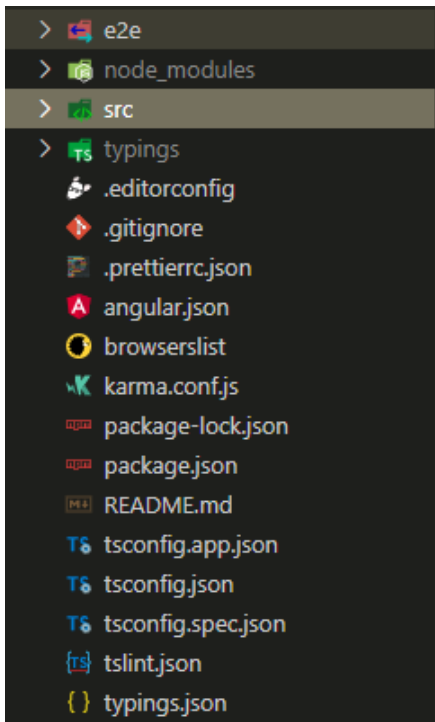 e2e
node_modules
src
typings
.editorconfig
.gitignore
.prettierrc.json
angular.json
browserslist
karma.conf.js
package-lock.json
package.json
README.md
tsconfig.app.json
tsconfig.json
tsconfig.spec.json
tslint.json
typings.json